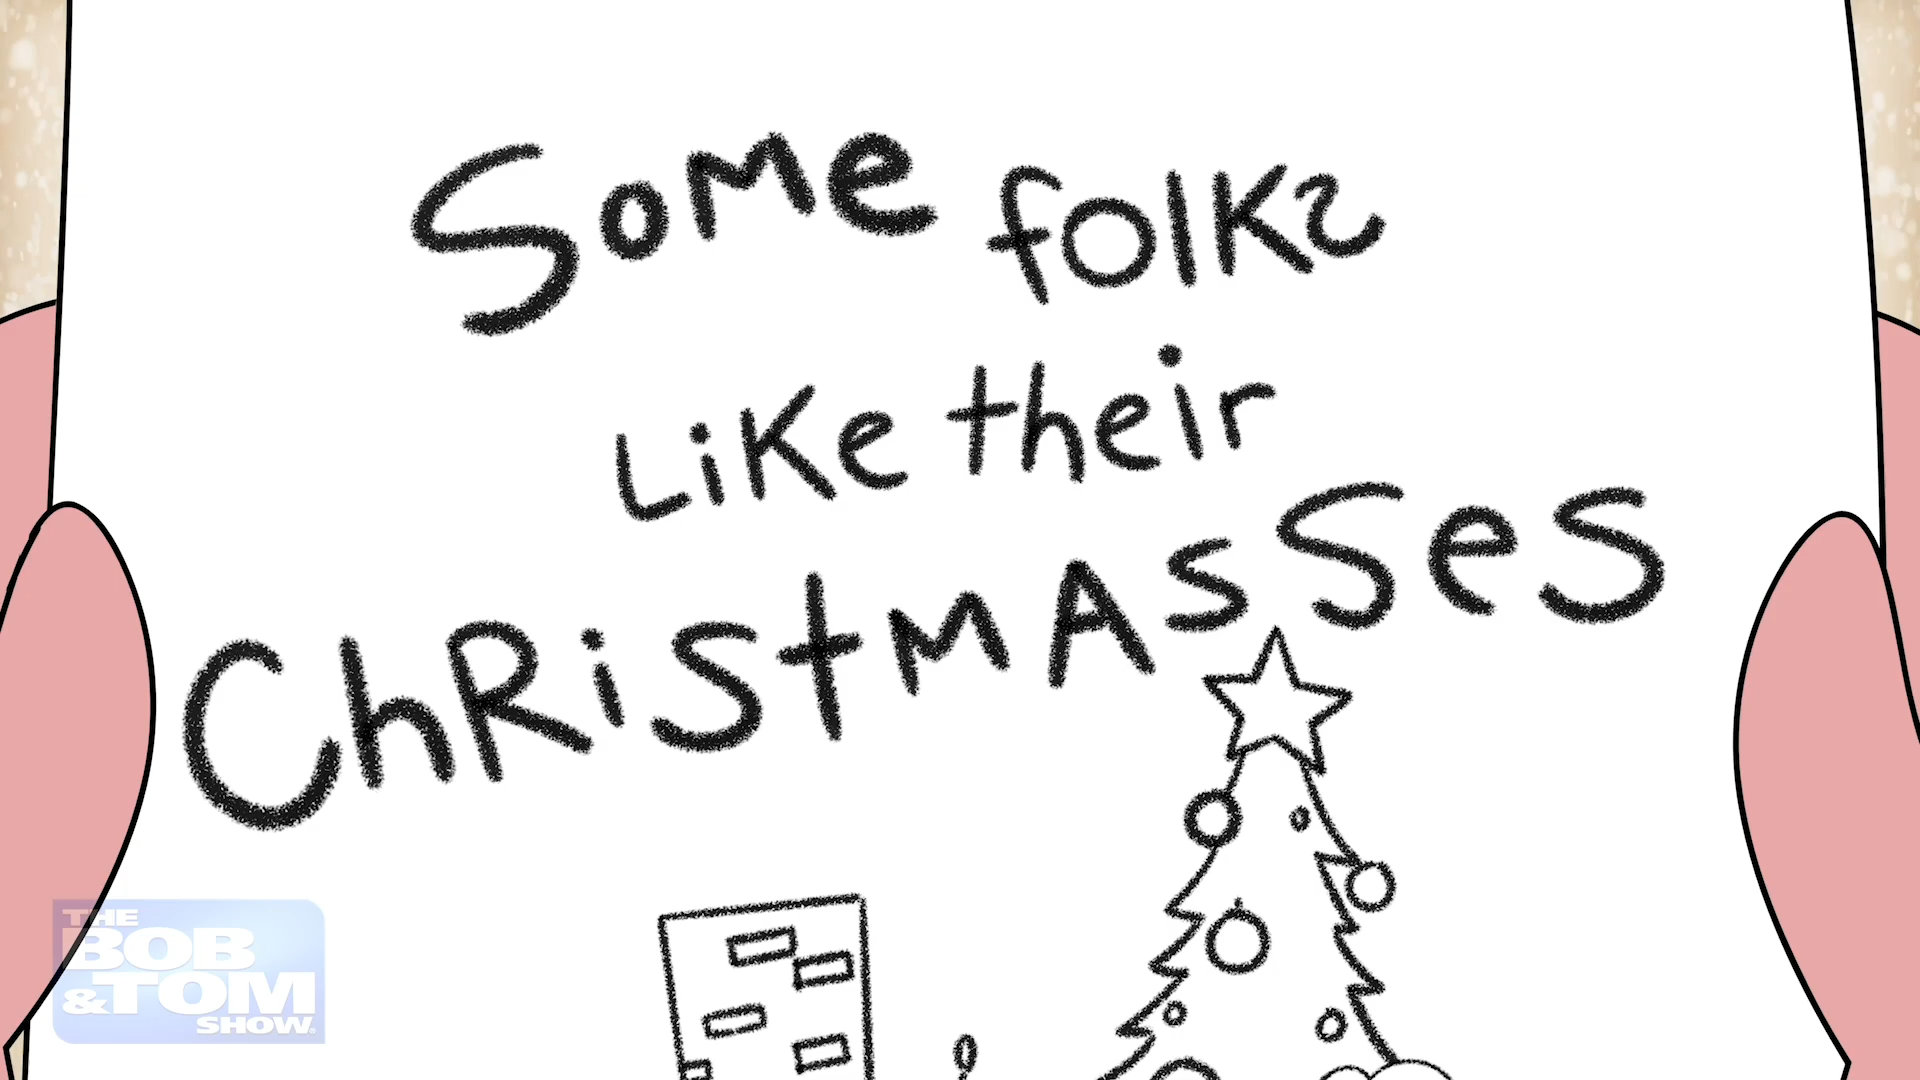 Some folks
Like their
ChRistmAsses
THE
BOB
&TOM
SHOW.